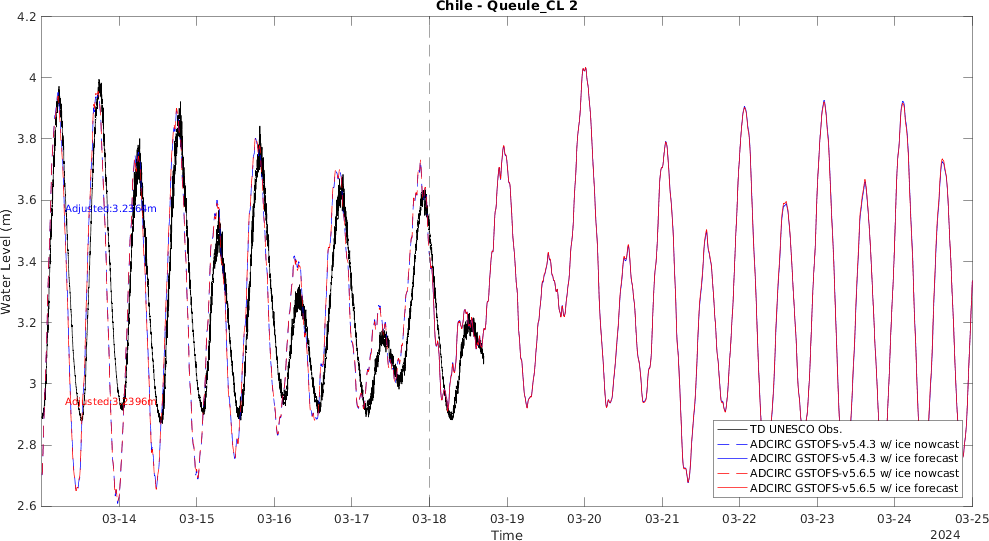 Chile - Queule_CL 2
4.2
4
3.8
3.6
3.4
3.2
3
2.8
2.6
Water Level (m)
Adjusted:3.2364m
Adjusted:3.2396m
TD UNESCO Obs.
ADCIRC GSTOFS-v5.4.3 w/ ice nowcast
ADCIRC GSTOFS-v5.4.3 w/ ice forecast
ADCIRC GSTOFS-v5.6.5 w/ ice nowcast
ADCIRC GSTOFS-v5.6.5 w/ ice forecast
03-14 03-15 03-16 03-17 03-18 03-19 03-20 03-21 03-22 03-23 03-24 03-25
Time
2024